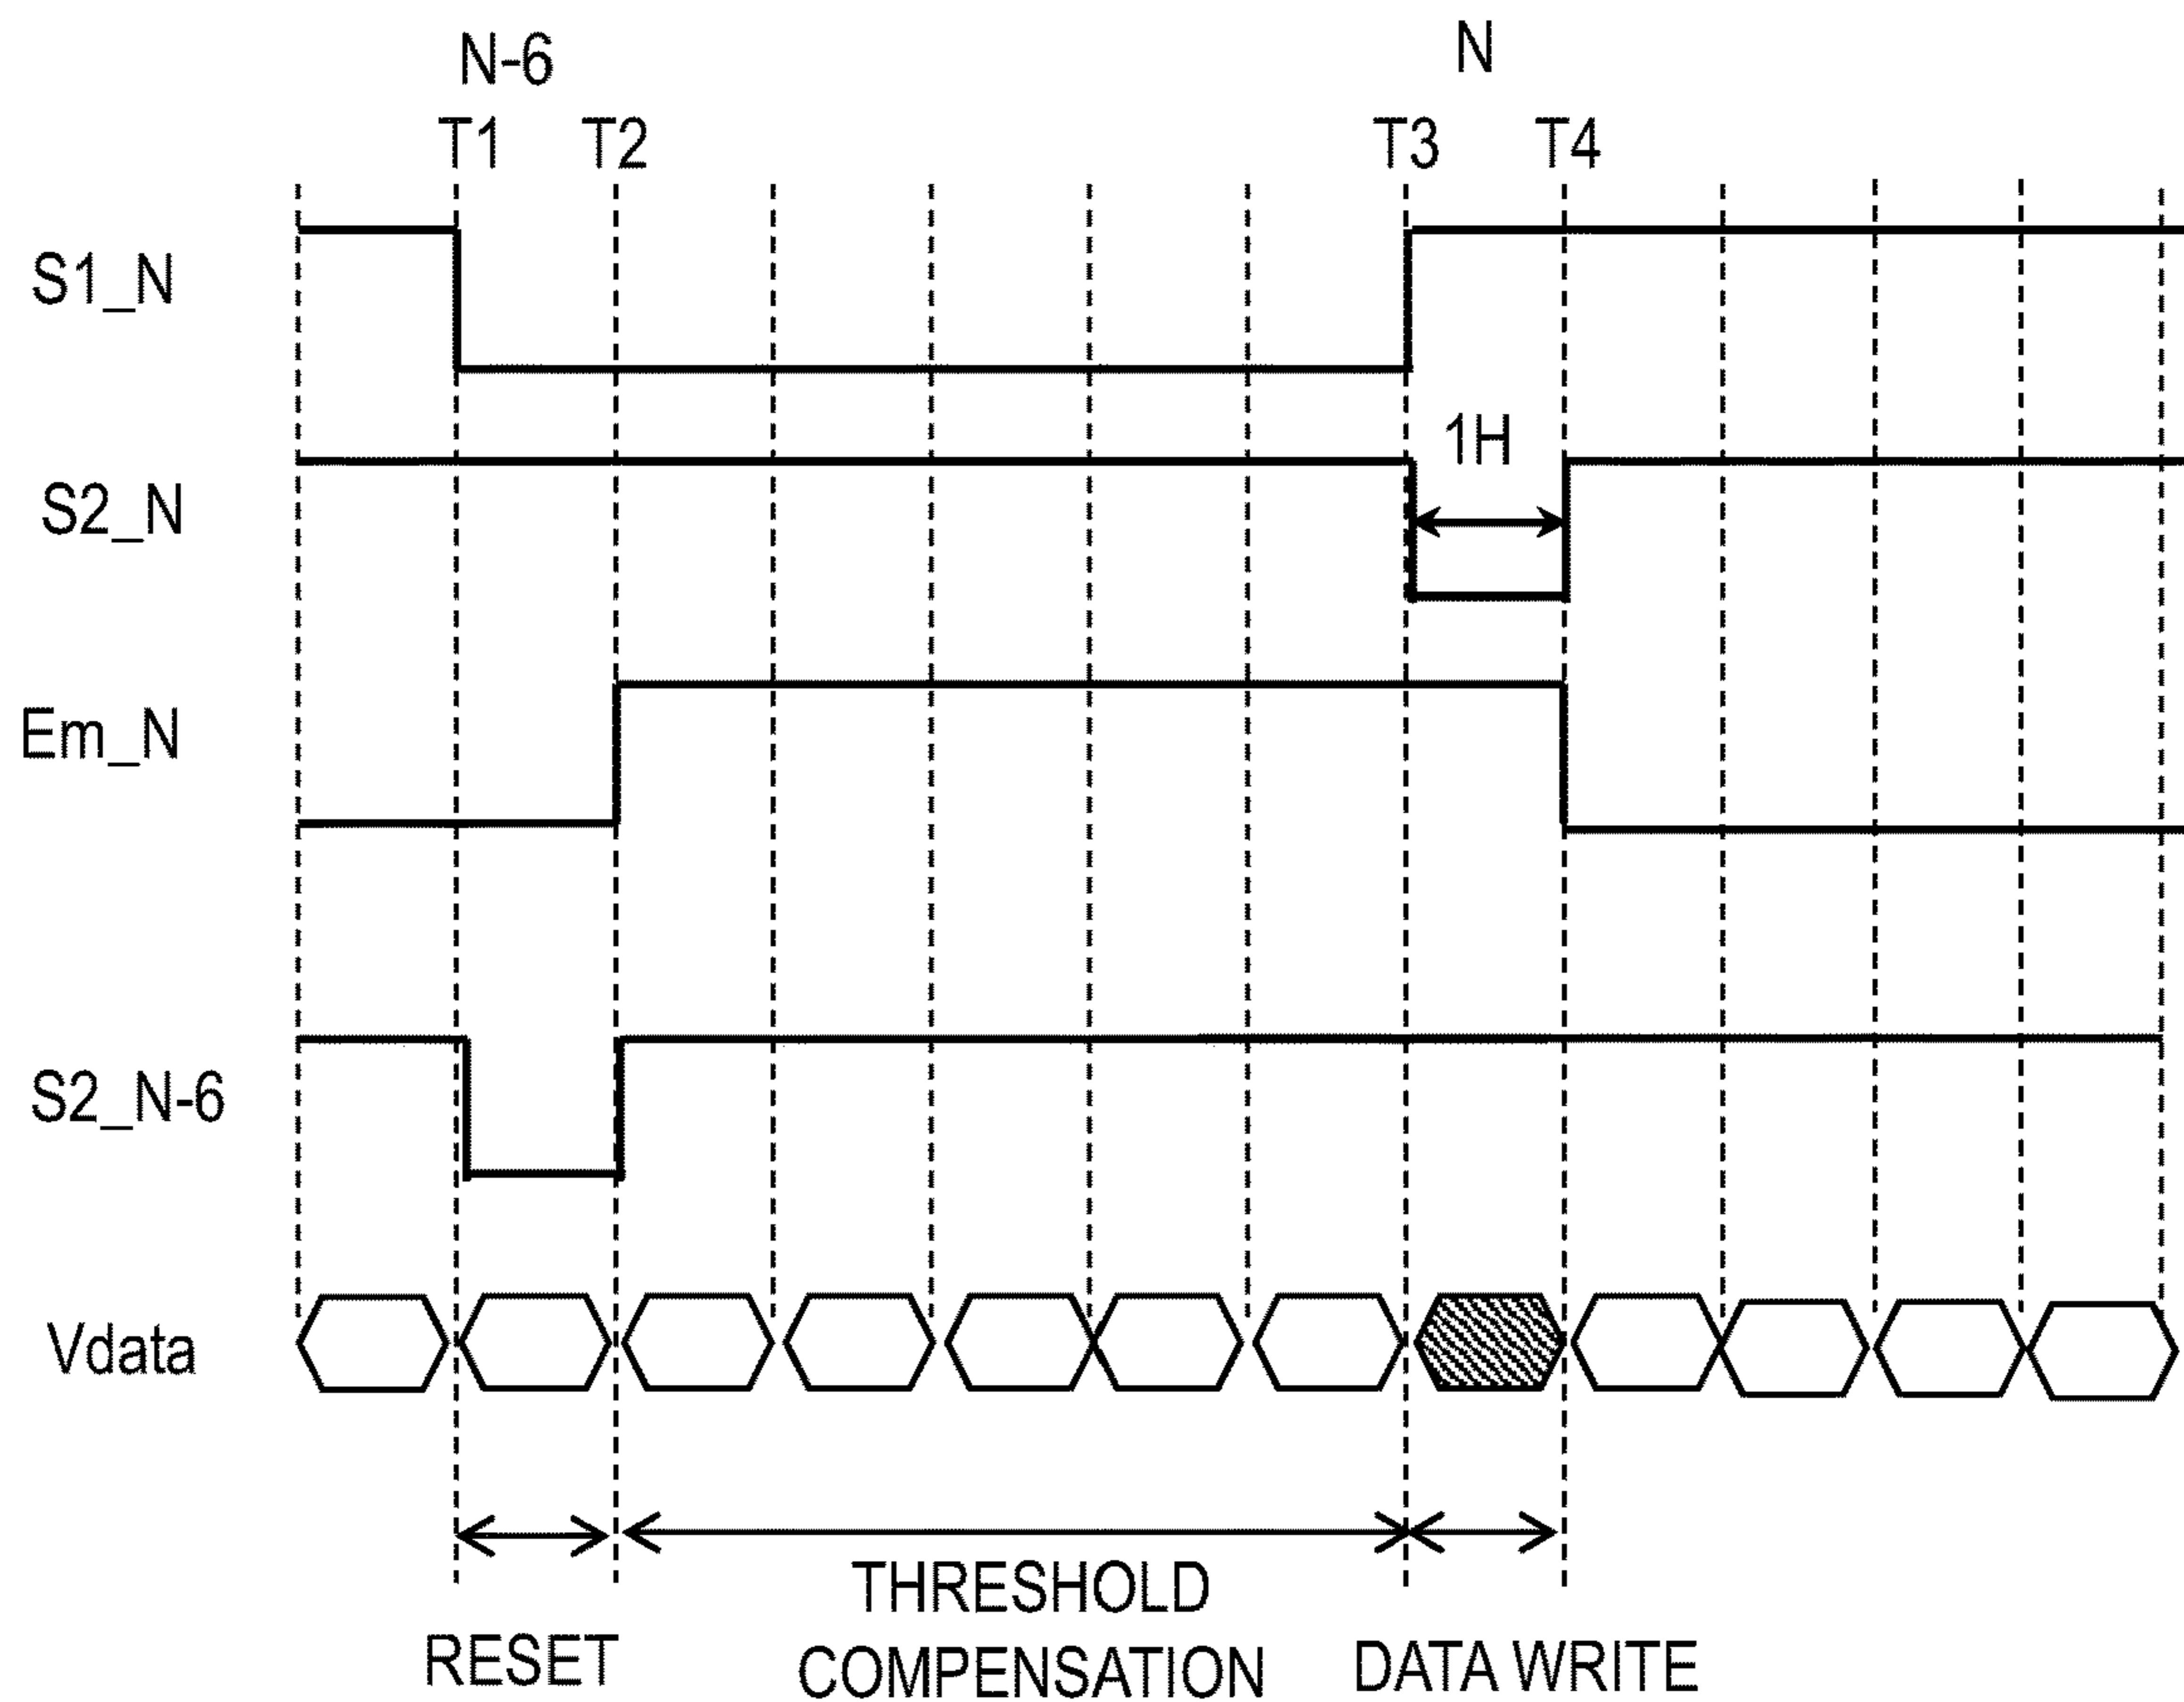 N-6
N
T1
T2
T3
T4
S1_N
1H
S2_N
Em_N
S2_N-6
Vdata
THRESHOLD
COMPENSATION
RESET
DATA WRITE